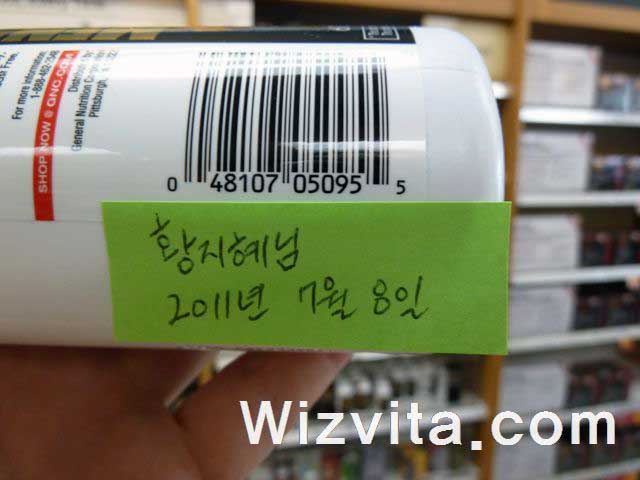 For more information:
1-888-462-2548
SHOP NOW @ GNC.COM
Distributed by:
General Nutrition Corporation
Pittsburgh,
0 48107 05095 5
황지혜님
2011년 7월 8일
Wizvita.com